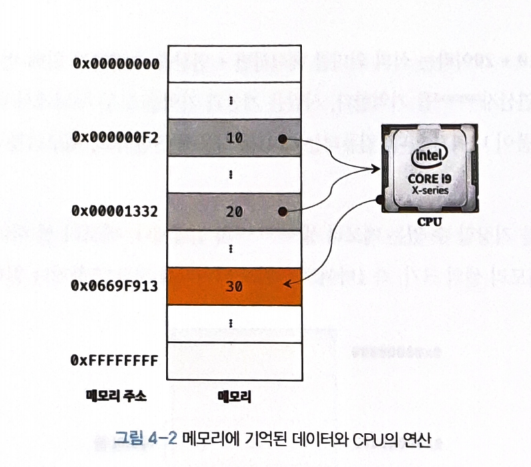 0x00000000
⋮
0x000000F2 10
⋮
0x00001332 20
⋮
0x0669F913 30
⋮
0xFFFFFFFF
메모리 주소 메모리
intel
CORE i9
X-series
CPU
그림 4-2 메모리에 기억된 데이터와 CPU의 연산